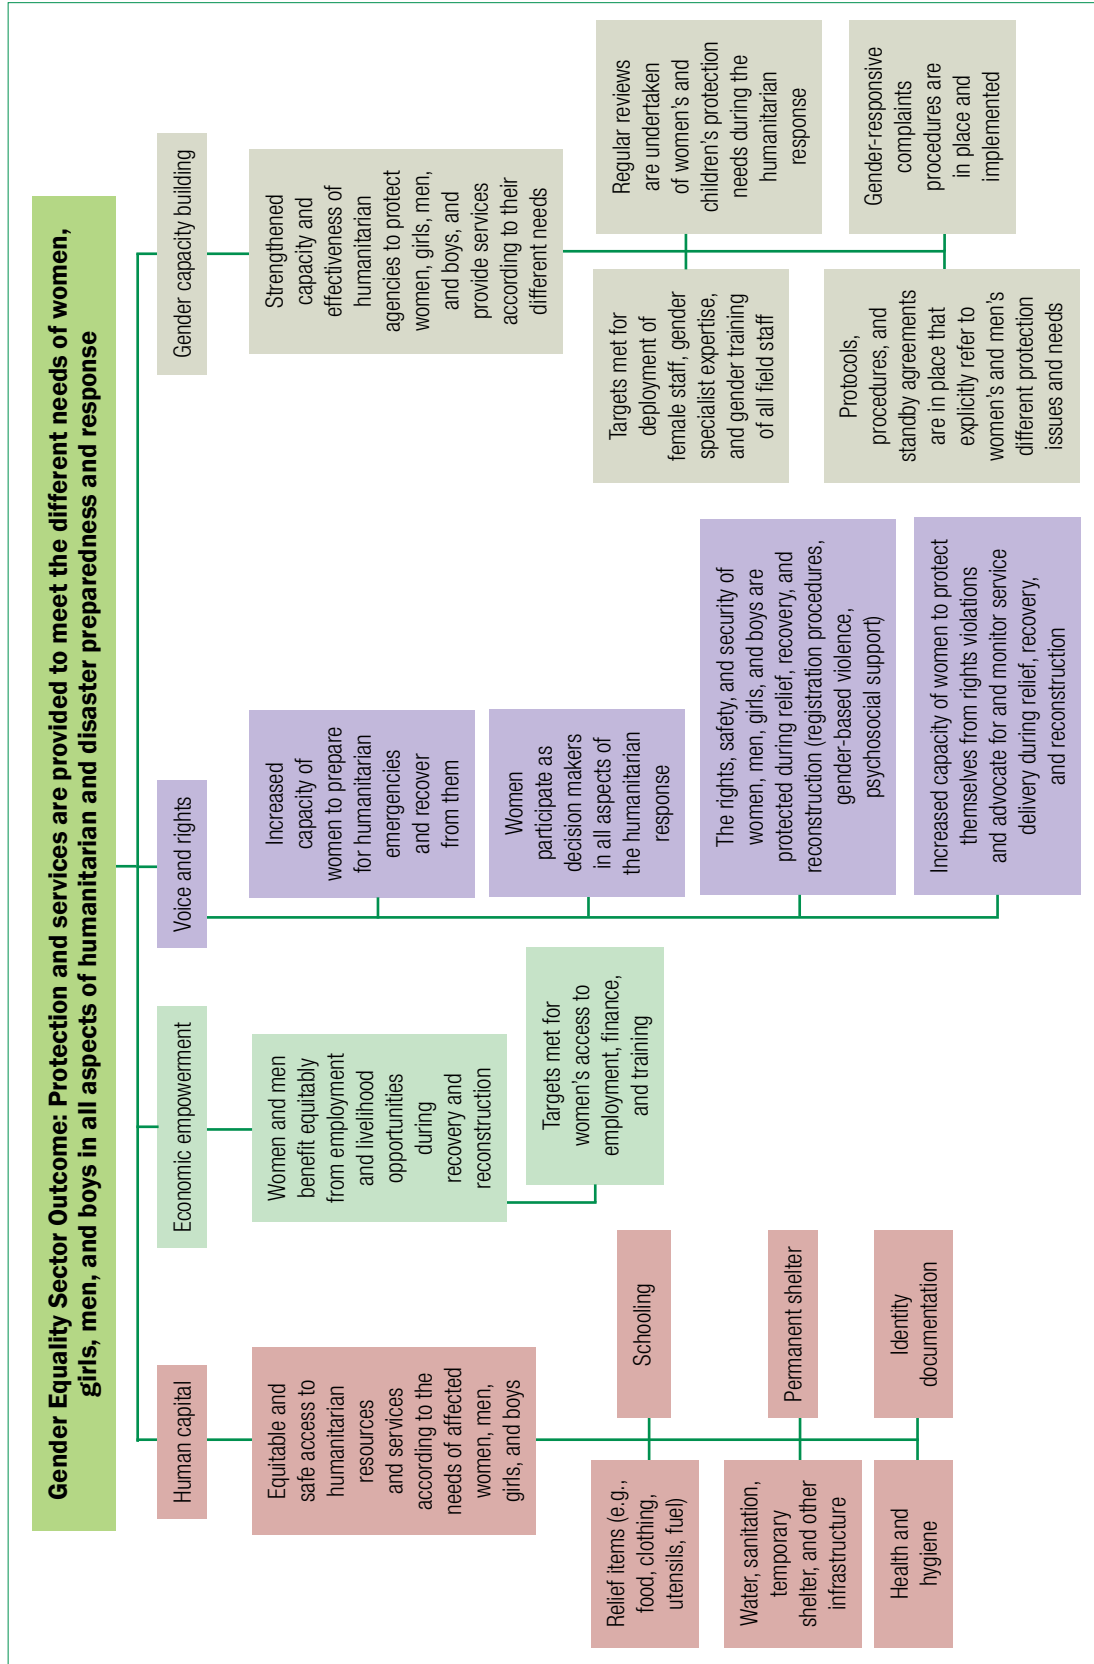 Gender Equality Sector Outcome: Protection and services are provided to meet the different needs of women,
girls, men, and boys in all aspects of humanitarian and disaster preparedness and response
Human capital
Equitable and
safe access to
humanitarian
resources
and services
according to the
needs of affected
women, men,
girls, and boys
Relief items (e.g.,
food, clothing,
utensils, fuel)
Schooling
Water, sanitation,
temporary
shelter, and other
infrastructure
Permanent shelter
Health and
hygiene
Identity
documentation
Economic empowerment
Women and men
benefit equitably
from employment
and livelihood
opportunities
during
recovery and
reconstruction
Targets met for
women's access to
employment, finance,
and training
Voice and rights
Increased
capacity of
women to prepare
for humanitarian
emergencies
and recover
from them
Women
participate as
decision makers
in all aspects of
the humanitarian
response
The rights, safety, and security of
women, men, girls, and boys are
protected during relief, recovery, and
reconstruction (registration procedures,
gender-based violence,
psychosocial support)
Increased capacity of women to protect
themselves from rights violations
and advocate for and monitor service
delivery during relief, recovery,
and reconstruction
Gender capacity building
Strengthened
capacity and
effectiveness of
humanitarian
agencies to protect
women, girls, men,
and boys, and
provide services
according to their
different needs
Targets met for
deployment of
female staff, gender
specialist expertise,
and gender training
of all field staff
Regular reviews
are undertaken
of women's and
children's protection
needs during the
humanitarian
response
Protocols,
procedures, and
standby agreements
are in place that
explicitly refer to
women's and men's
different protection
issues and needs
Gender-responsive
complaints
procedures are
in place and
implemented